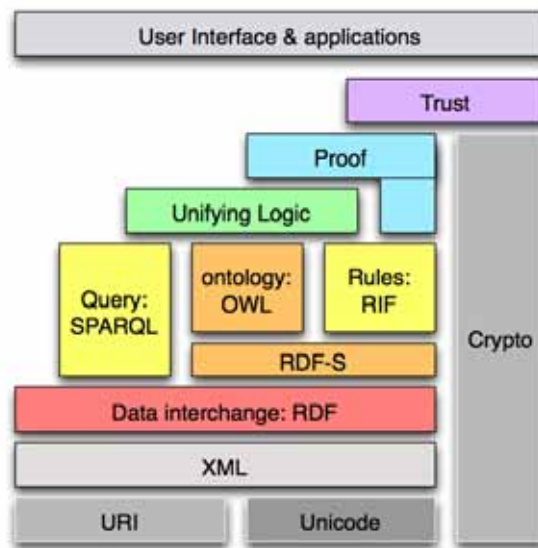 User Interface & applications
Trust
Proof
Unifying Logic
Query:
SPARQL
ontology:
OWL
Rules:
RIF
Crypto
RDF-S
Data interchange: RDF
XML
URI
Unicode